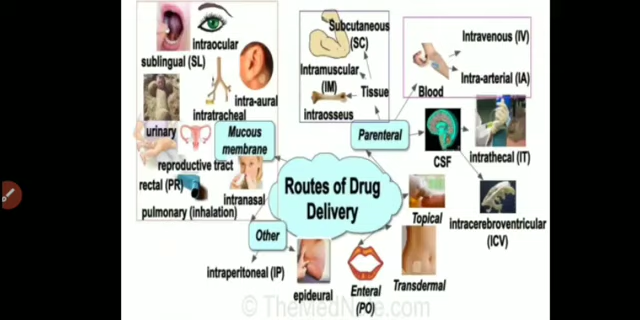 intraocular
sublingual (SL)
intra-aural
intratracheal
urinary
reproductive tract
rectal (PR)
intranasal
pulmonary (inhalation)
Mucous
membrane
Subcutaneous
(SC)
Intramuscular
(IM)
Tissue
intraosseus
Intravenous (IV)
Intra-arterial (IA)
Blood
Parenteral
CSF
intrathecal (IT)
intracerebroventricular
(ICV)
Routes of Drug
Delivery
Topical
Transdermal
Other
intraperitoneal (IP)
epideural
Enteral
(PO)